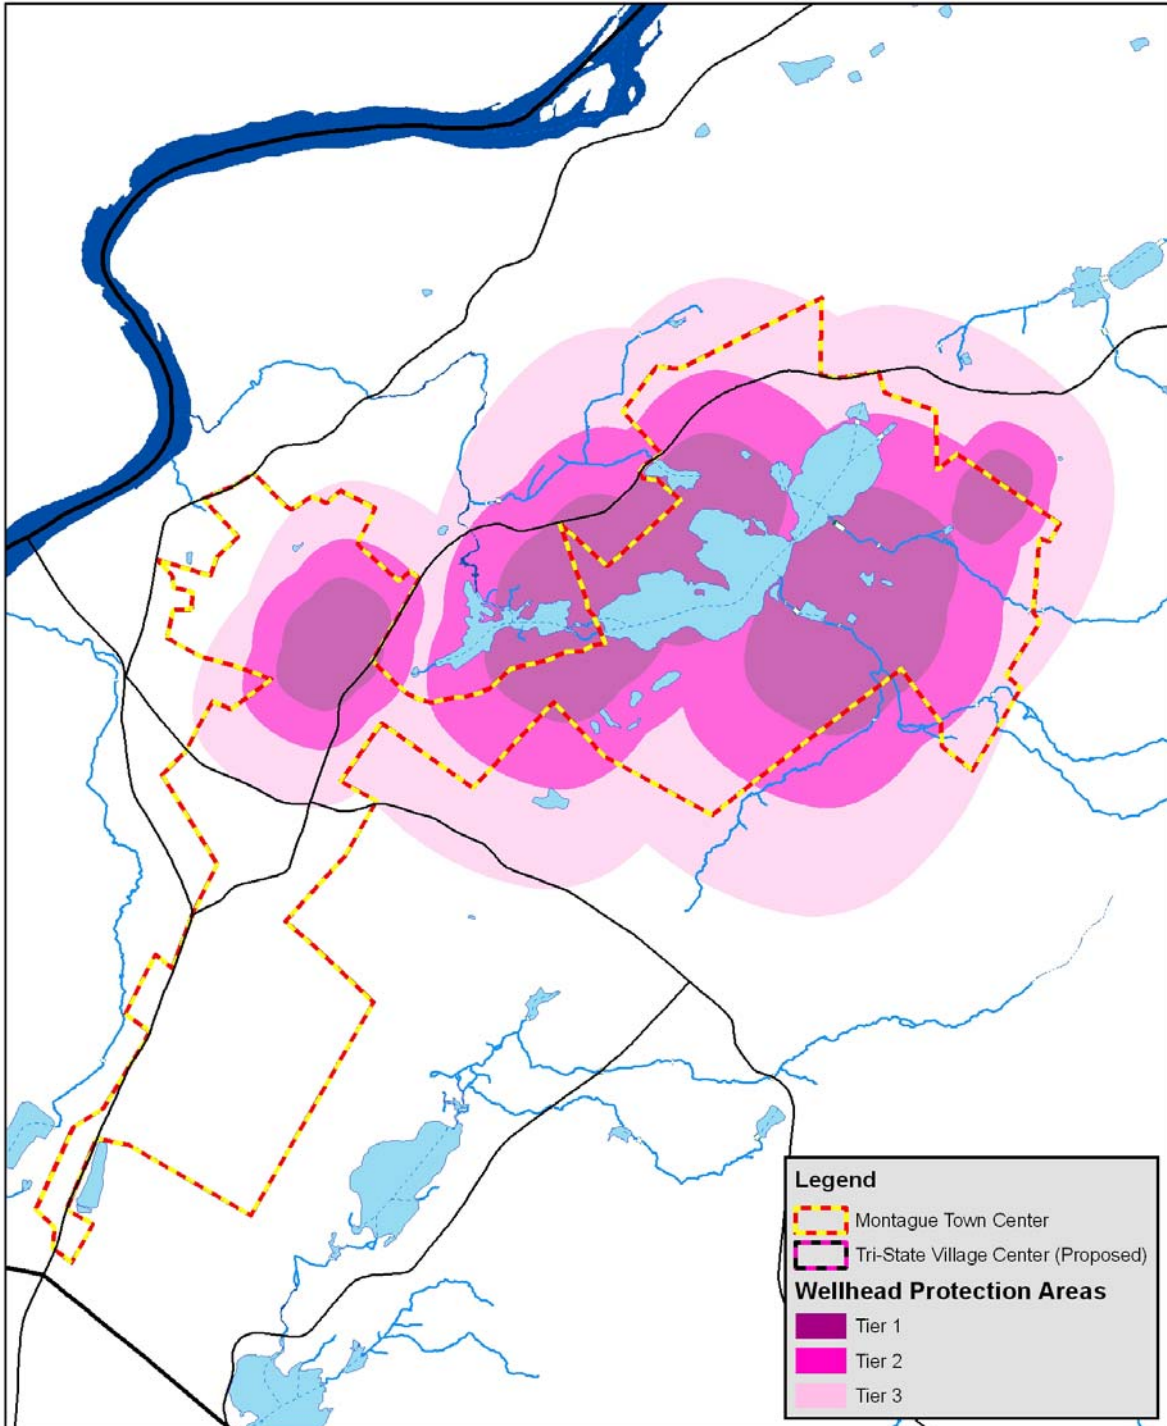 Legend
Montague Town Center
Tri-State Village Center (Proposed)
Wellhead Protection Areas
Tier 1
Tier 2
Tier 3